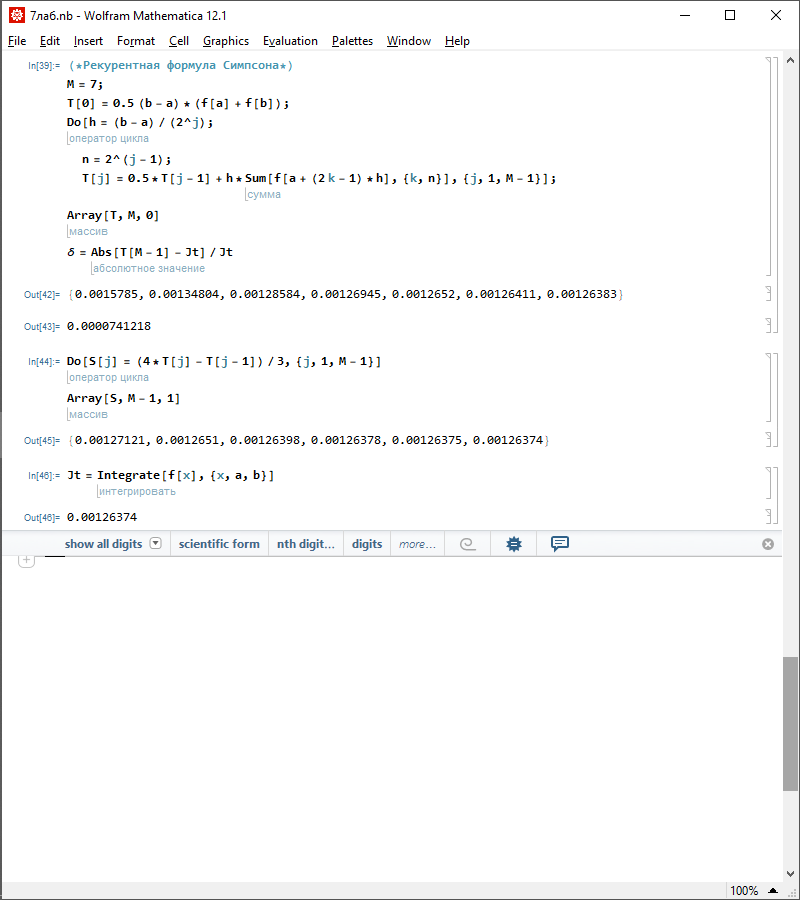 7лаб.nb - Wolfram Mathematica 12.1
File Edit Insert Format Cell Graphics Evaluation Palettes Window Help
In[39]:= (*Рекурентная формула Симпсона*)
M = 7;
T[0] = 0.5 (b - a) * (f[a] + f[b]);
Do[h = (b - a) / (2^j);
оператор цикла
n = 2^(j - 1);
T[j] = 0.5 * T[j - 1] + h * Sum[f[a + (2 k - 1) * h], {k, n}], {j, 1, M - 1}];
сумма
Array[T, M, 0]
массив
δ = Abs[T[M - 1] - Jt] / Jt
абсолютное значение
Out[42]= {0.0015785, 0.00134804, 0.00128584, 0.00126945, 0.0012652, 0.00126411, 0.00126383}
Out[43]= 0.0000741218
In[44]:= Do[S[j] = (4 * T[j] - T[j - 1]) / 3, {j, 1, M - 1}]
оператор цикла
Array[S, M - 1, 1]
массив
Out[45]= {0.00127121, 0.0012651, 0.00126398, 0.00126378, 0.00126375, 0.00126374}
In[46]:= Jt = Integrate[f[x], {x, a, b}]
интегрировать
Out[46]= 0.00126374
show all digits scientific form nth digit... digits more...
100%